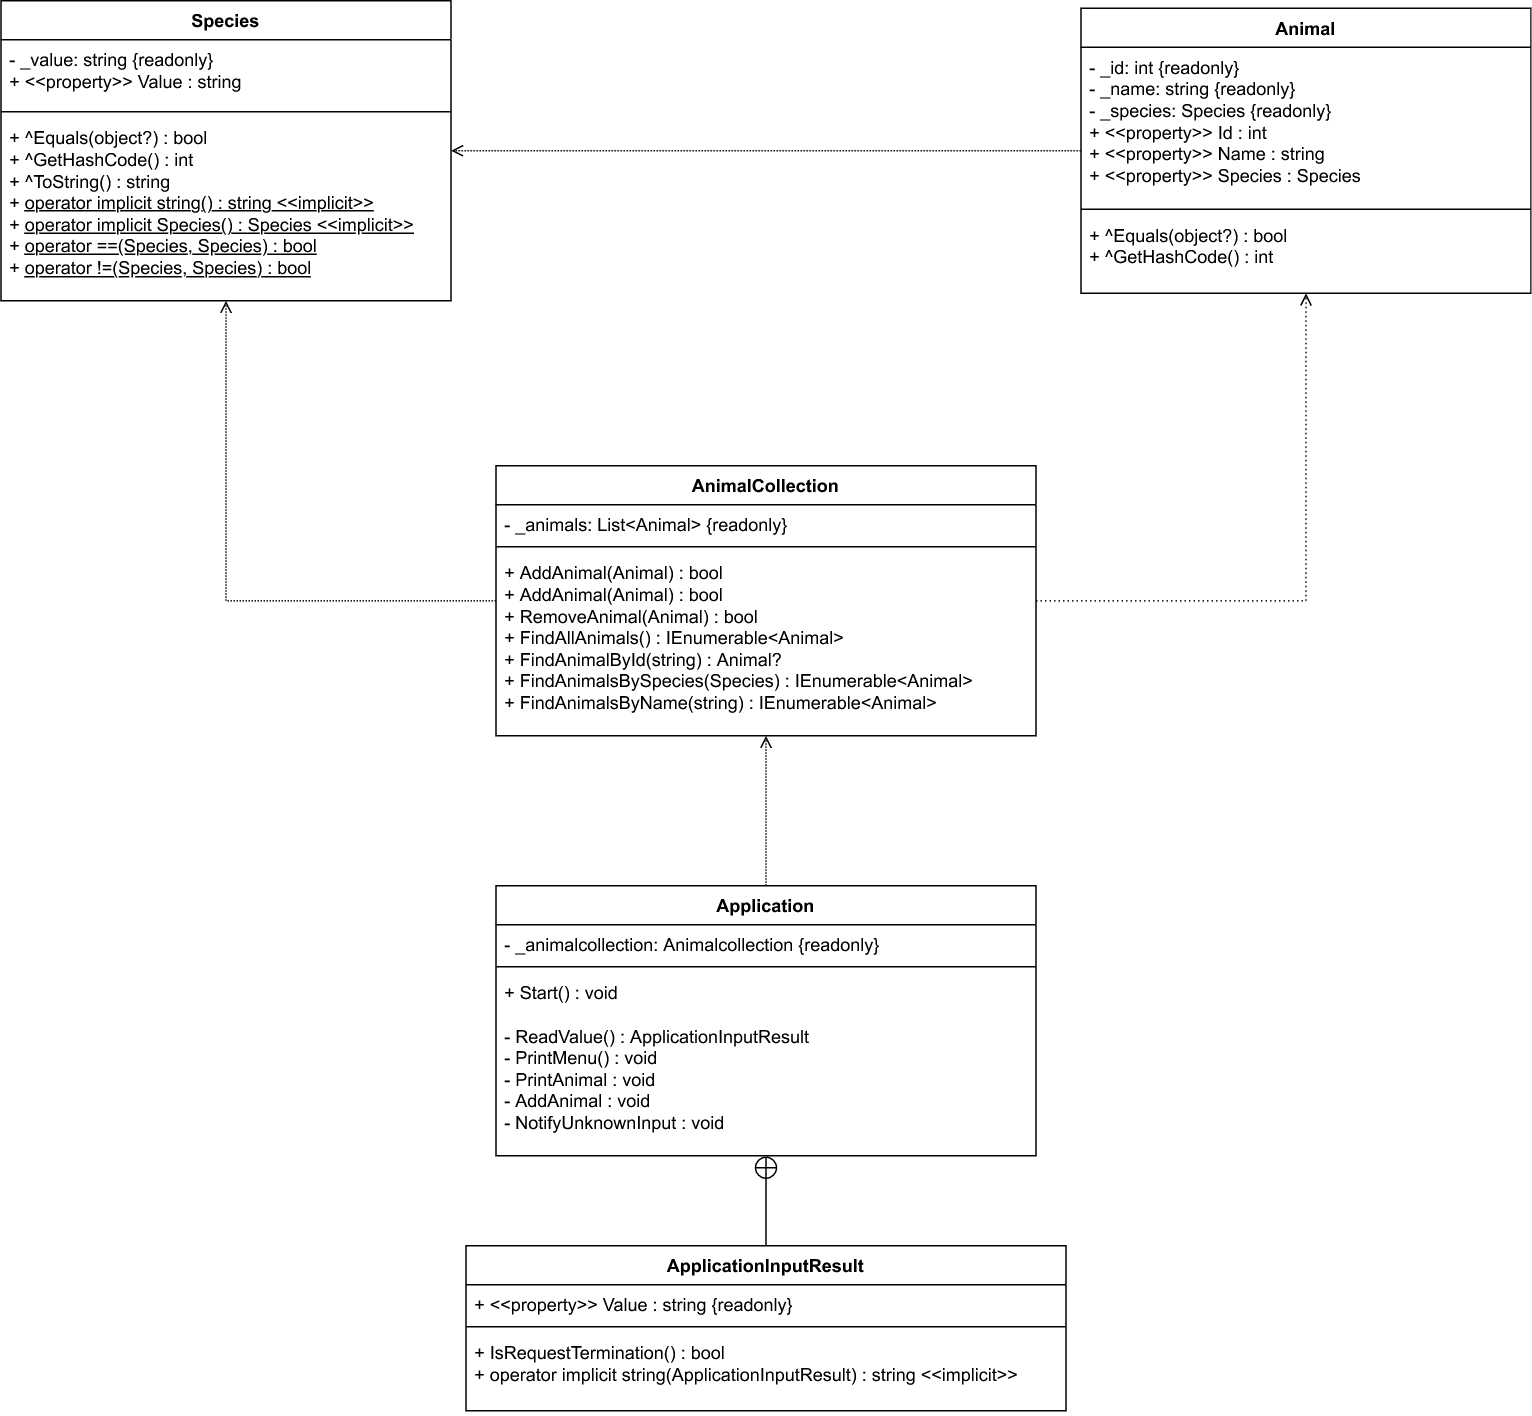 Species
- _value: string {readonly}
+ <<property>> Value : string
+ ^Equals(object?) : bool
+ ^GetHashCode() : int
+ ^ToString() : string
+ operator implicit string() : string <<implicit>>
+ operator implicit Species() : Species <<implicit>>
+ operator ==(Species, Species) : bool
+ operator !=(Species, Species) : bool
Animal
- _id: int {readonly}
- _name: string {readonly}
- _species: Species {readonly}
+ <<property>> Id : int
+ <<property>> Name : string
+ <<property>> Species : Species
+ ^Equals(object?) : bool
+ ^GetHashCode() : int
AnimalCollection
- _animals: List<Animal> {readonly}
+ AddAnimal(Animal) : bool
+ AddAnimal(Animal) : bool
+ RemoveAnimal(Animal) : bool
+ FindAllAnimals() : IEnumerable<Animal>
+ FindAnimalById(string) : Animal?
+ FindAnimalsBySpecies(Species) : IEnumerable<Animal>
+ FindAnimalsByName(string) : IEnumerable<Animal>
Application
- _animalcollection: Animalcollection {readonly}
+ Start() : void
- ReadValue() : ApplicationInputResult
- PrintMenu() : void
- PrintAnimal : void
- AddAnimal : void
- NotifyUnknownInput : void
ApplicationInputResult
+ <<property>> Value : string {readonly}
+ IsRequestTermination() : bool
+ operator implicit string(ApplicationInputResult) : string <<implicit>>